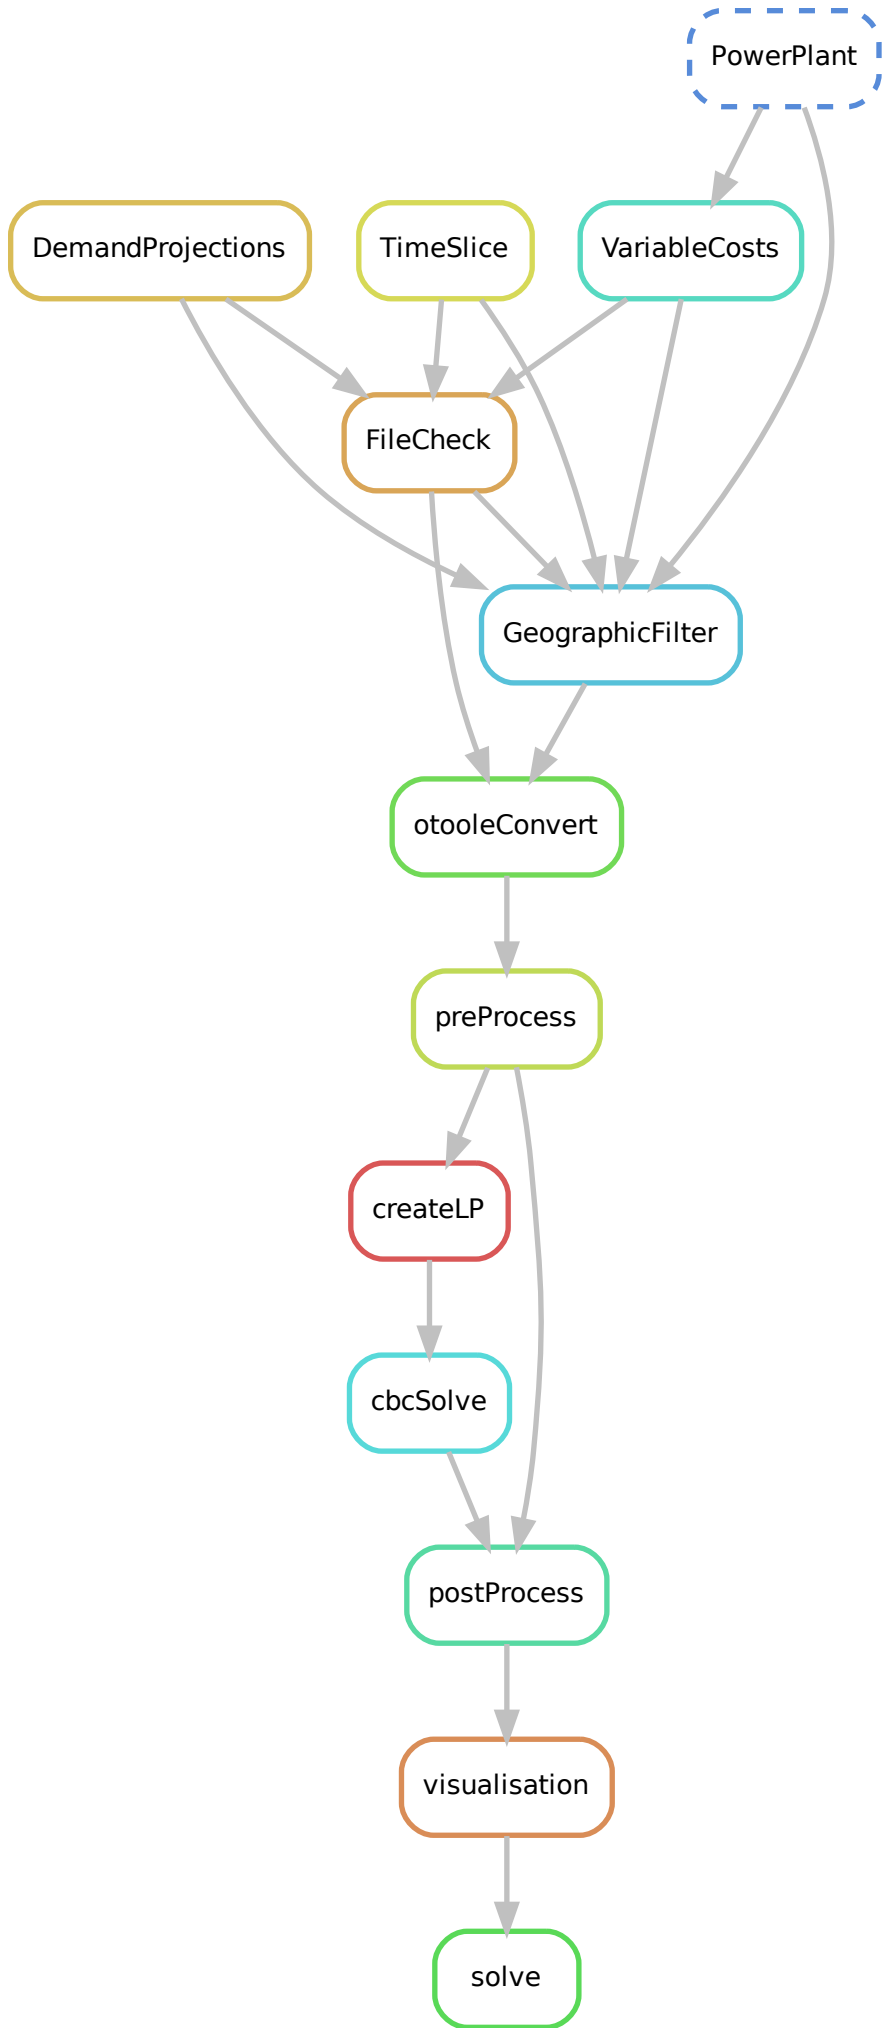 PowerPlant
DemandProjections
TimeSlice
VariableCosts
FileCheck
GeographicFilter
otooleConvert
preProcess
createLP
cbcSolve
postProcess
visualisation
solve